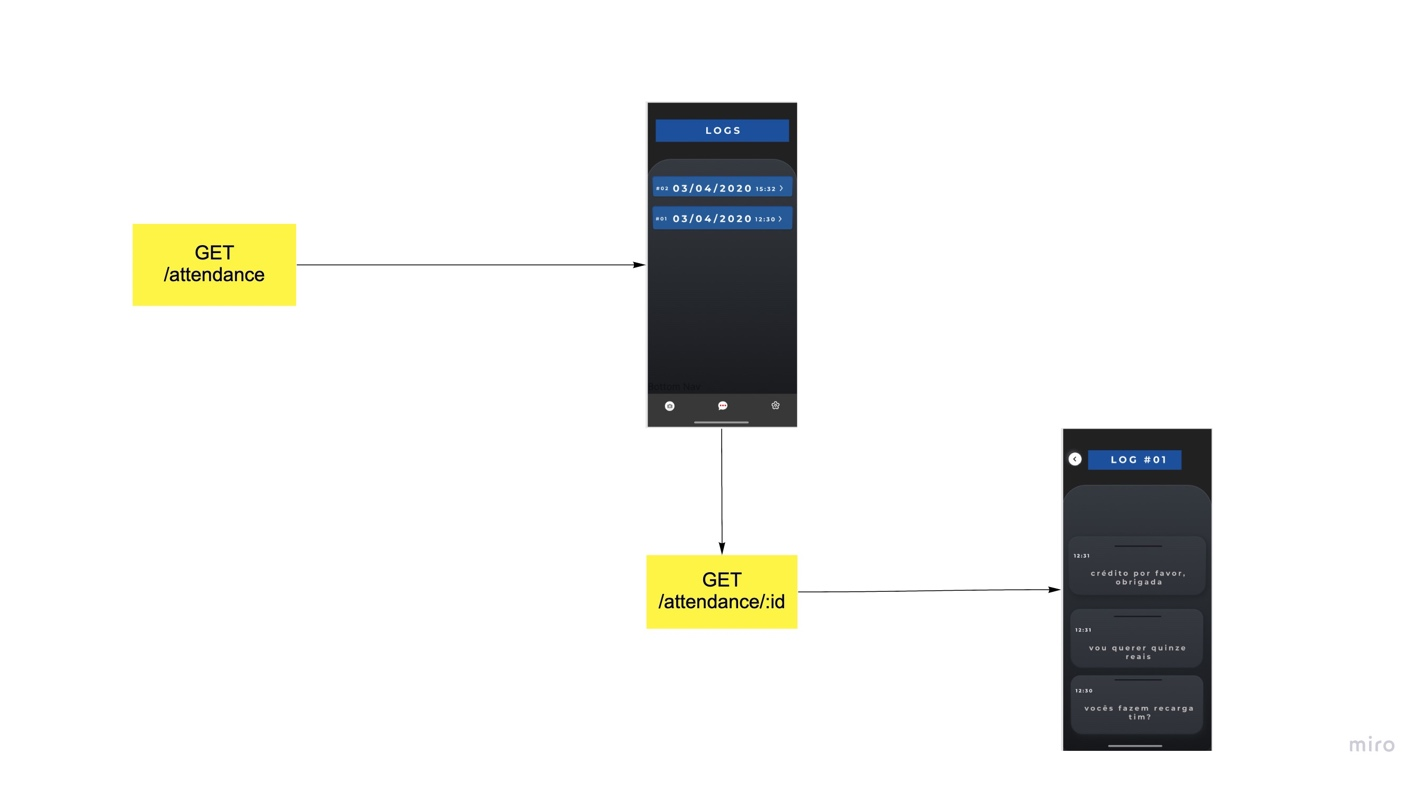 LOGS
#02 03/04/2020 15:32
#01 03/04/2020 12:30
GET
/attendance
GET
/attendance/:id
LOG #01
12:31
crédito por favor,
obrigada
12:31
vou querer quinze
reais
12:30
vocês fazem recarga
tim?
miro